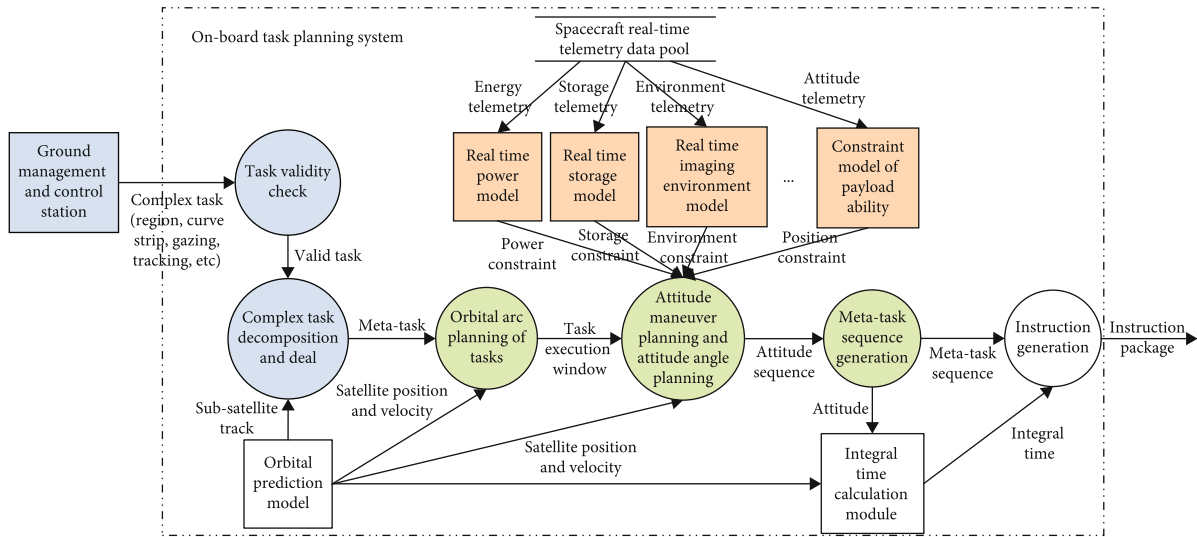 On-board task planning system
Spacecraft real-time
telemetry data pool
Energy
telemetry
Storage
telemetry
Environment
telemetry
Attitude
telemetry
Ground
management
and control
station
Complex task
(region, curve
strip, gazing,
tracking, etc)
Task validity
check
Real time
power model
Real time
storage
model
Real time
imaging
environment
model
...
Constraint
model of
payload
ability
Power
constraint
Storage
constraint
Environment
constraint
Position
constraint
Valid task
Complex task
decomposition
and deal
Meta-task
Orbital arc
planning of
tasks
Task
execution
window
Attitude
maneuver
planning and
attitude angle
planning
Attitude
sequence
Meta-task
sequence
generation
Meta-task
sequence
Instruction
generation
Instruction
package
Sub-satellite
track
Satellite position
and velocity
Satellite position
and velocity
Attitude
Integral
time
Orbital
prediction
model
Integral
time
calculation
module